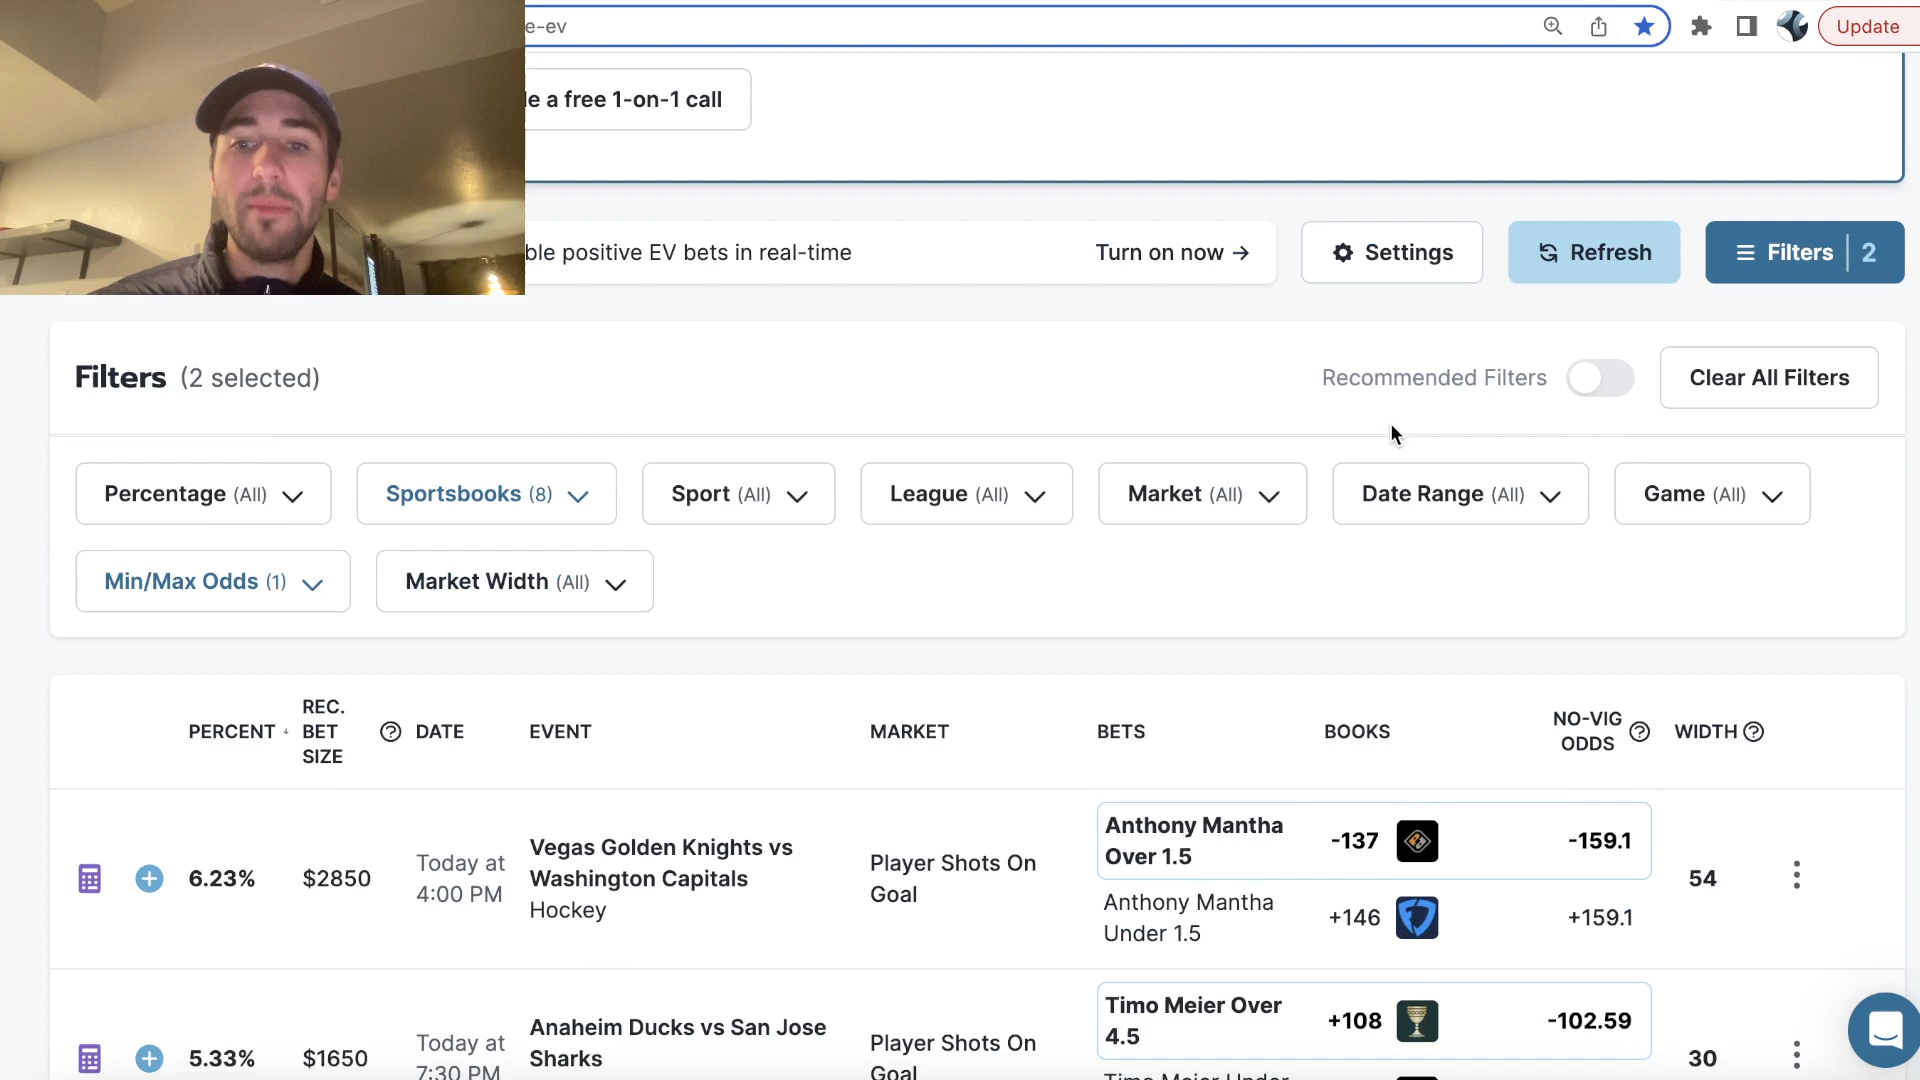 e-ev
Update
le a free 1-on-1 call
ble positive EV bets in real-time
Turn on now →
Settings
Refresh
Filters 2
Filters (2 selected)
Recommended Filters
Clear All Filters
Percentage (All)
Sportsbooks (8)
Sport (All)
League (All)
Market (All)
Date Range (All)
Game (All)
Min/Max Odds (1)
Market Width (All)
PERCENT
REC.
BET
SIZE
DATE
EVENT
MARKET
BETS
BOOKS
NO-VIG
ODDS
WIDTH
6.23%
$2850
Today at
4:00 PM
Vegas Golden Knights vs
Washington Capitals
Hockey
Player Shots On
Goal
Anthony Mantha
Over 1.5
-137
-159.1
Anthony Mantha
Under 1.5
+146
+159.1
54
5.33%
$1650
Today at
7:30 PM
Anaheim Ducks vs San Jose
Sharks
Player Shots On
Goal
Timo Meier Over
4.5
+108
-102.59
Timo Meier Under
30